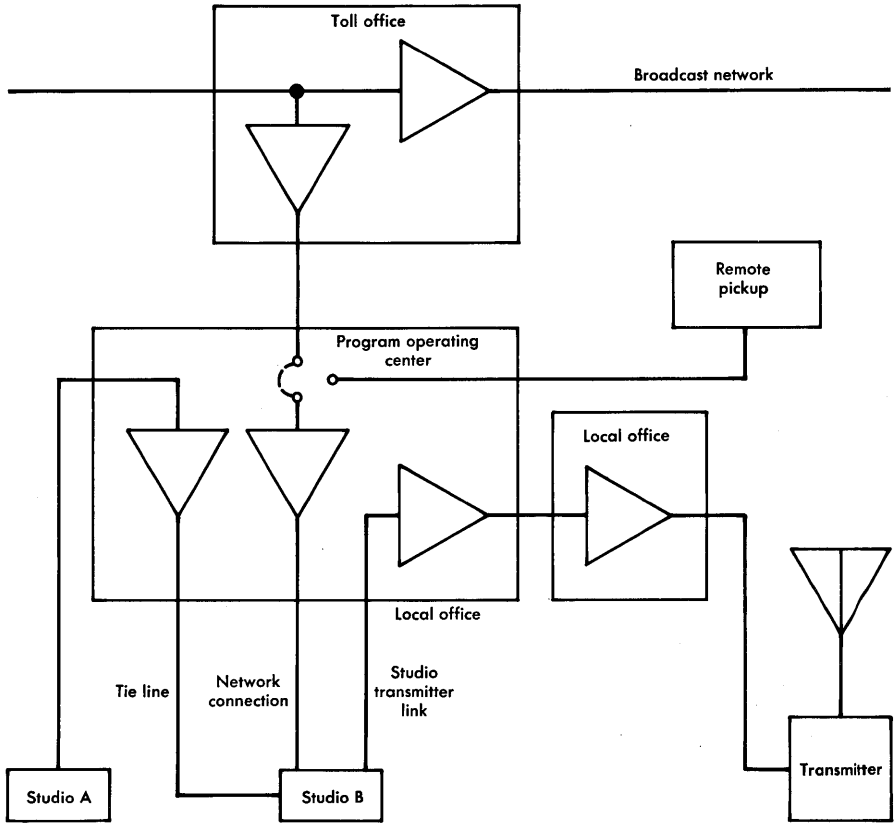 Toll office
Broadcast network
Remote
pickup
Program operating
center
Local office
Local office
Tie line
Network
connection
Studio
transmitter
link
Studio A
Studio B
Transmitter